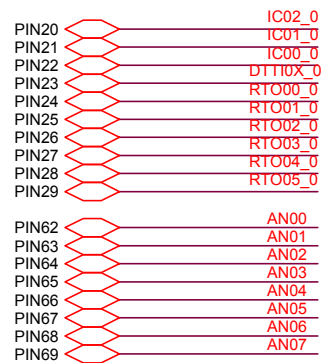 PIN20 IC02_0
PIN21 IC01_0
PIN22 IC00_0
PIN23 DTTI0X_0
PIN24 RTO00_0
PIN25 RTO01_0
PIN26 RTO02_0
PIN27 RTO03_0
PIN28 RTO04_0
PIN29 RTO05_0
PIN62 AN00
PIN63 AN01
PIN64 AN02
PIN65 AN03
PIN66 AN04
PIN67 AN05
PIN68 AN06
PIN69 AN07